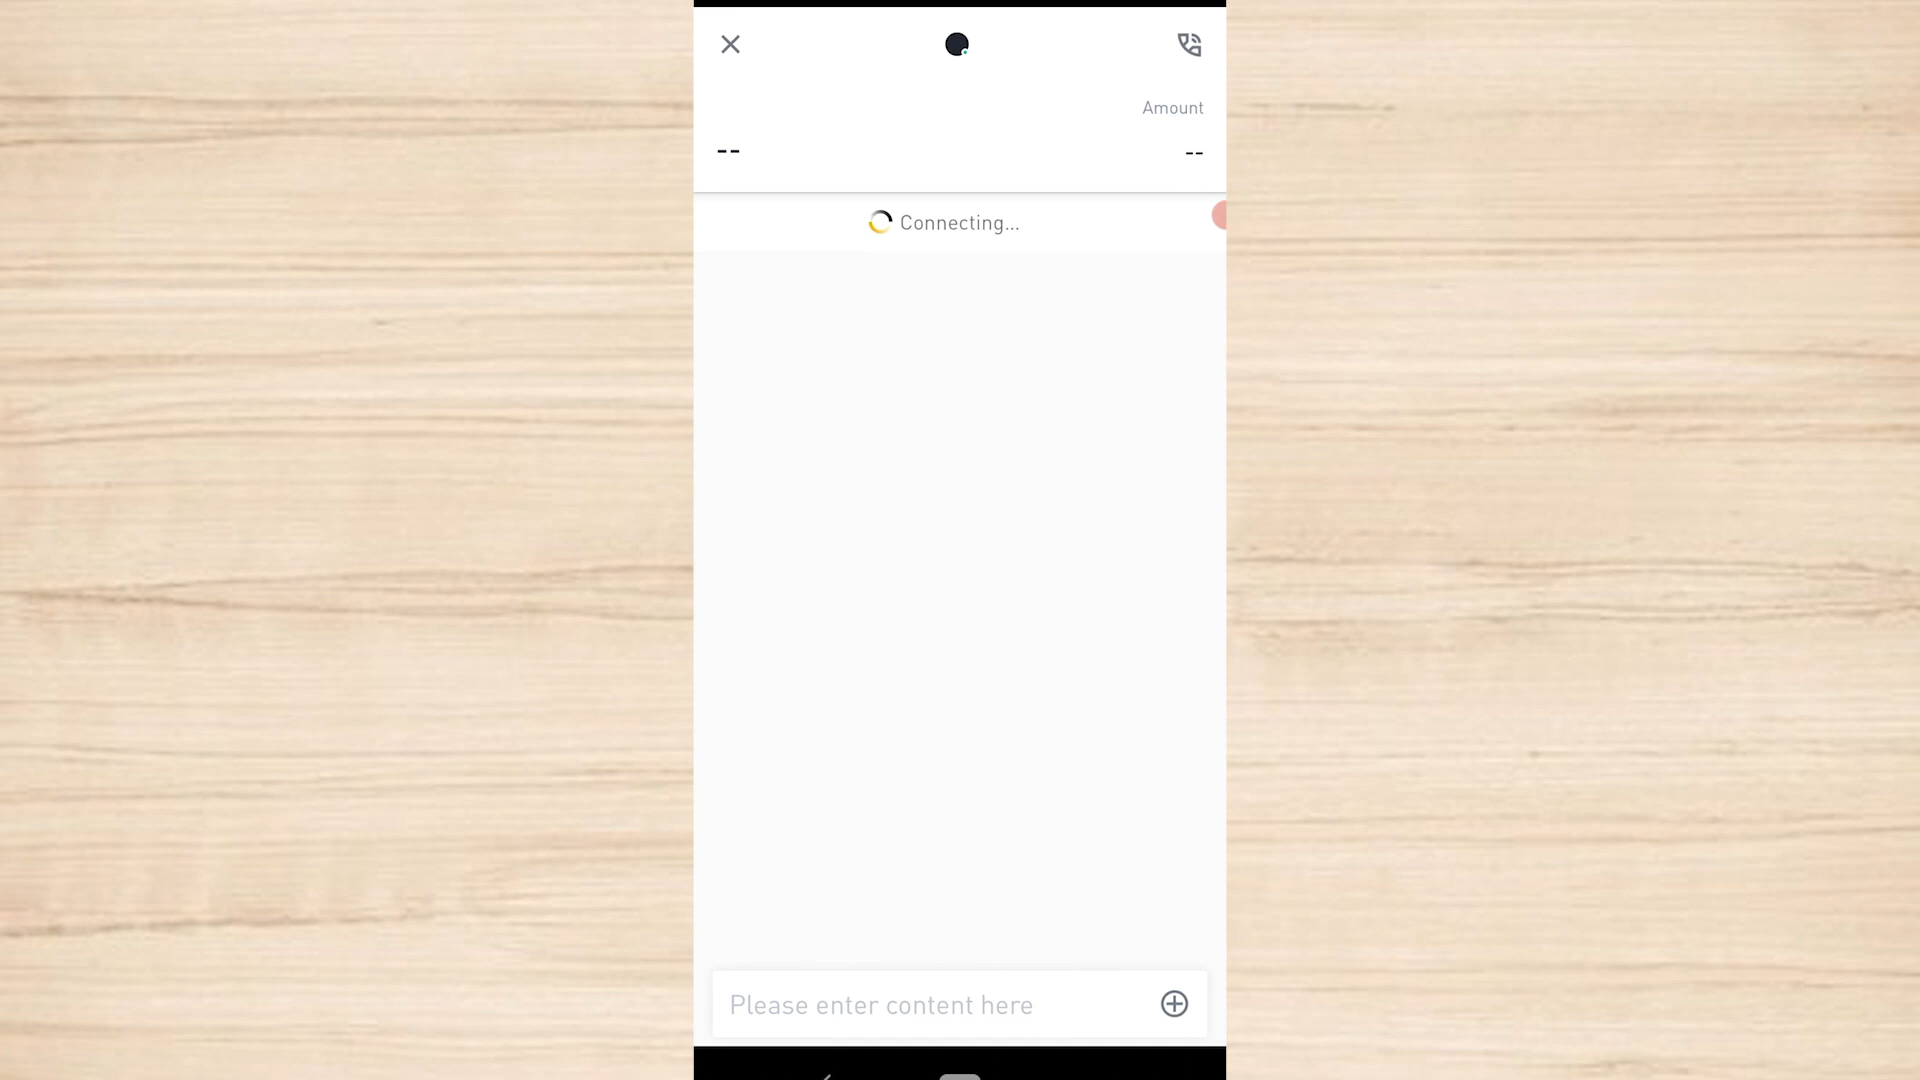 Amount
--
--
Connecting...
Please enter content here